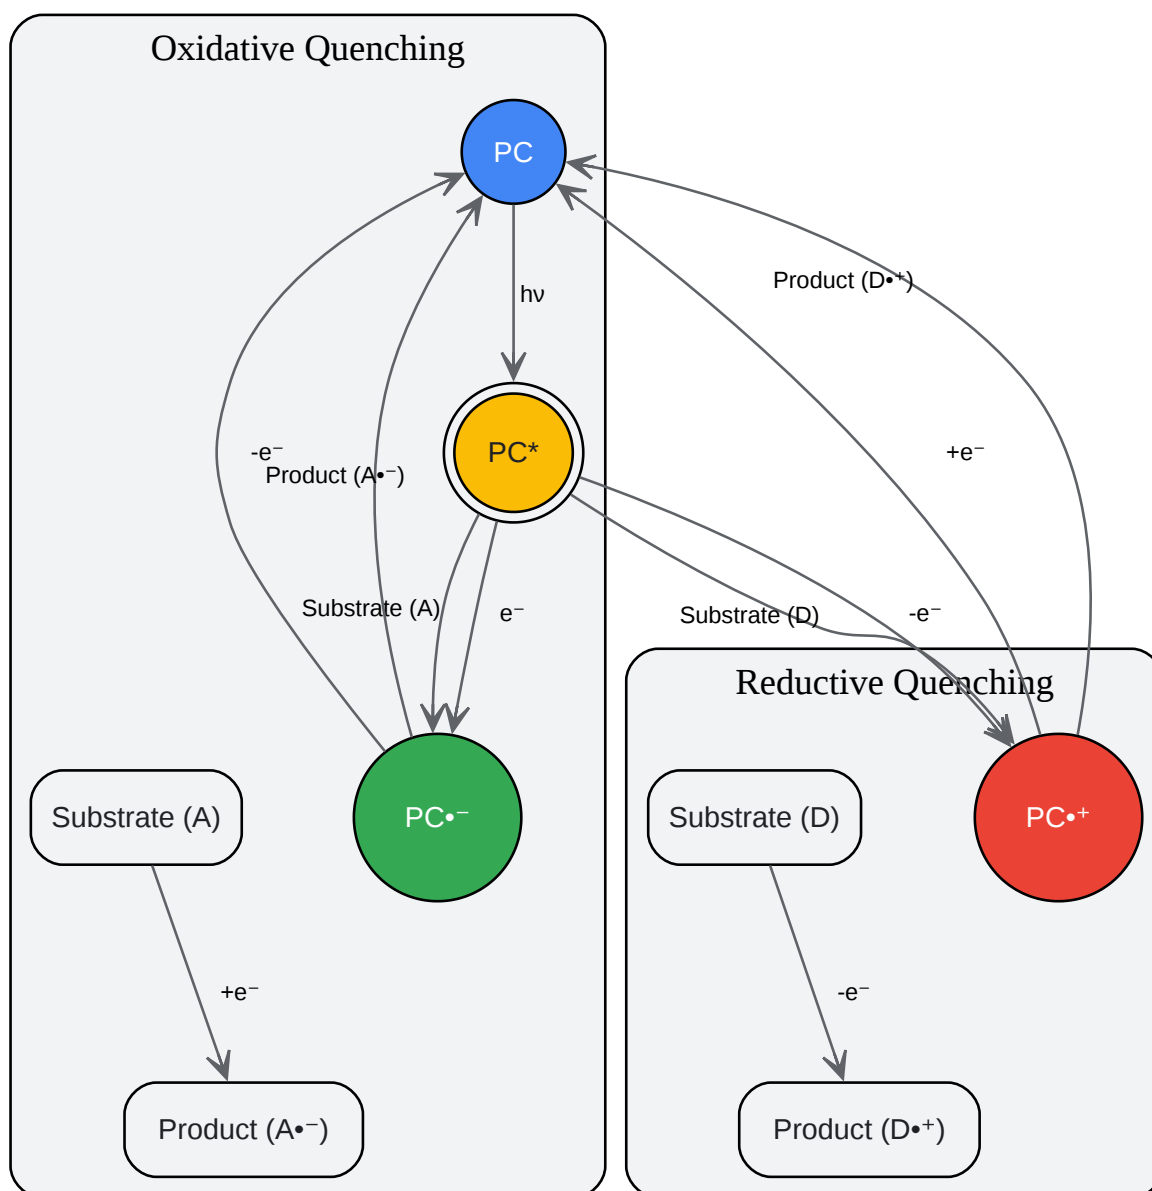 Oxidative Quenching
PC
Product (D•⁺)
hν
-e⁻
+e⁻
PC*
Product (A•⁻)
Substrate (A)
e⁻
Substrate (D)
-e⁻
Reductive Quenching
Substrate (A)
PC•⁻
Substrate (D)
PC•⁺
+e⁻
-e⁻
Product (A•⁻)
Product (D•⁺)